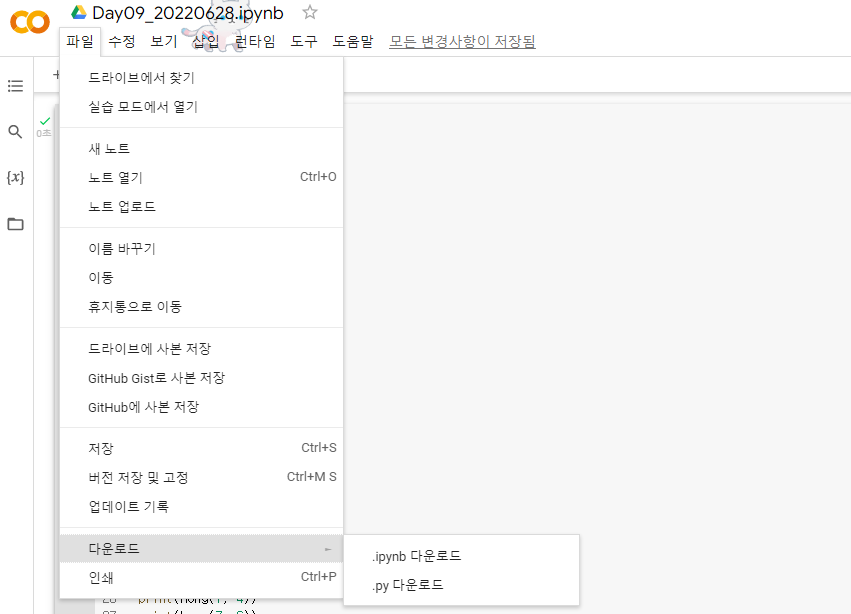 Day09_20220628.ipynb
파일 수정 보기 삽입 런타임 도구 도움말 모든 변경사항이 저장됨
+
드라이브에서 찾기
실습 모드에서 열기
{x}
0초
새 노트
노트 열기 Ctrl+O
노트 업로드
이름 바꾸기
이동
휴지통으로 이동
드라이브에 사본 저장
GitHub Gist로 사본 저장
GitHub에 사본 저장
저장 Ctrl+S
버전 저장 및 고정 Ctrl+M S
업데이트 기록
다운로드
.ipynb 다운로드
.py 다운로드
인쇄 Ctrl+P